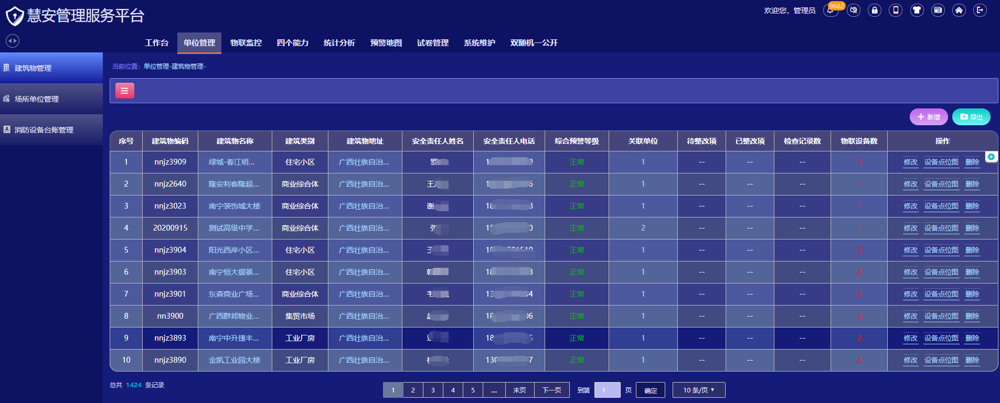 慧安管理服务平台
欢迎您，管理员 9682
工作台 单位管理 物联监控 四个能力 统计分析 预警地图 试卷管理 系统维护 双随机一公开
建筑物管理
场所单位管理
消防设备台账管理
当前位置：单位管理-建筑物管理-
新增 导出
序号 建筑物编码 建筑物名称 建筑类别 建筑物地址 安全责任人姓名 安全责任人电话 综合预警等级 关联单位 待整改项 已整改项 检查记录数 物联设备数 操作
1 nnjz3909 绿城-春江明... 住宅小区 广西壮族自治... 罗 1 0 正常 1 -- -- -- 3 修改 设备点位图 删除
2 nnjz2640 隆安利客隆超... 商业综合体 广西壮族自治... 王 1 6 正常 1 -- -- -- 1 修改 设备点位图 删除
3 nnjz3023 南宁装饰城大楼 商业综合体 广西壮族自治... 谢 18 3 正常 1 -- -- -- 1 修改 设备点位图 删除
4 20200915 测试高级中学... 商业综合体 广西壮族自治... 张 18 0 正常 2 -- -- -- 1 修改 设备点位图 删除
5 nnjz3904 阳光西岸小区... 住宅小区 广西壮族自治... 王 18 正常 1 -- -- -- 2 修改 设备点位图 删除
6 nnjz3903 南宁恒大御景... 住宅小区 广西壮族自治... 18 3 正常 1 -- -- -- 2 修改 设备点位图 删除
7 nnjz3901 东森商业广场... 商业综合体 广西壮族自治... 韦 13 4 正常 1 -- -- -- 2 修改 设备点位图 删除
8 nn3900 广西群邦物业... 集贸市场 广西壮族自治... 18 06 正常 1 -- -- -- 3 修改 设备点位图 删除
9 nnjz3893 南宁中升捷丰... 工业厂房 广西壮族自治... 18 5 正常 1 -- -- -- 2 修改 设备点位图 删除
10 nnjz3890 金凯工业园大楼 工业厂房 广西壮族自治... 130 7 正常 1 -- -- -- 2 修改 设备点位图 删除
总共 1424 条记录 1 2 3 4 5 ... 末页 下一页 到第 1 页 确定 10 条/页